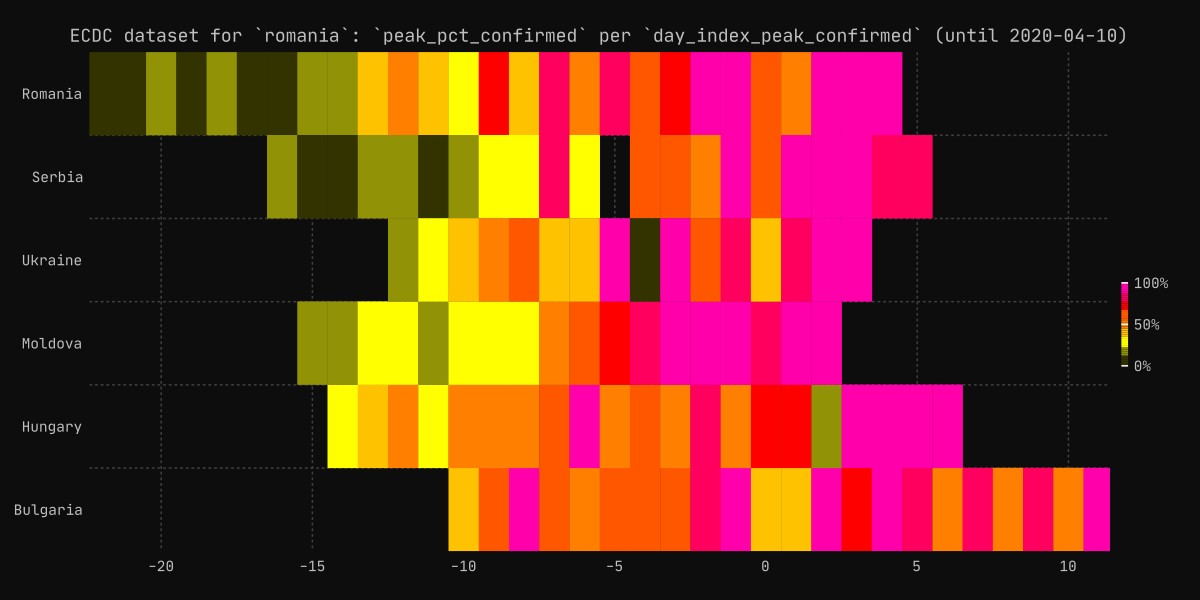 ECDC dataset for `romania`: `peak_pct_confirmed` per `day_index_peak_confirmed` (until 2020-04-10)
Romania
Serbia
Ukraine
Moldova
Hungary
Bulgaria
100%
50%
0%
-20
-15
-10
-5
0
5
10